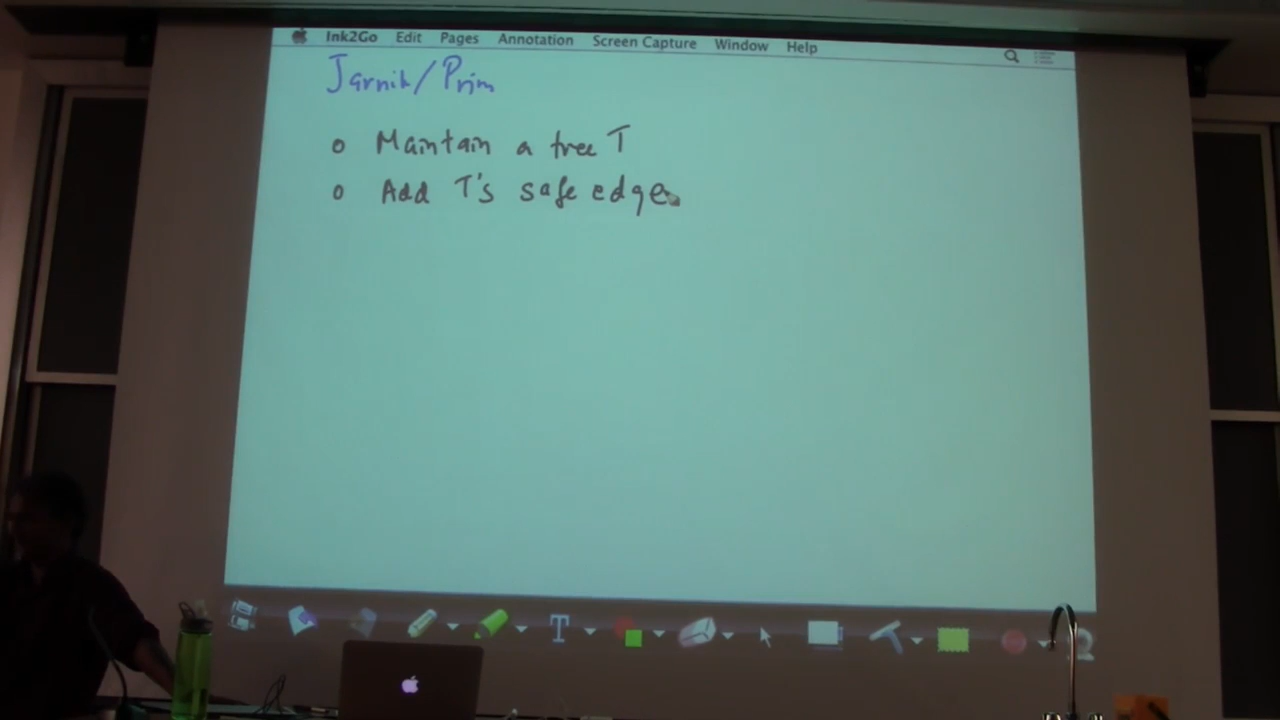 Ink2Go Edit Pages Annotation Screen Capture Window Help
Jarnik/Prim
o Maintain a tree T
o Add T's safe edge
T